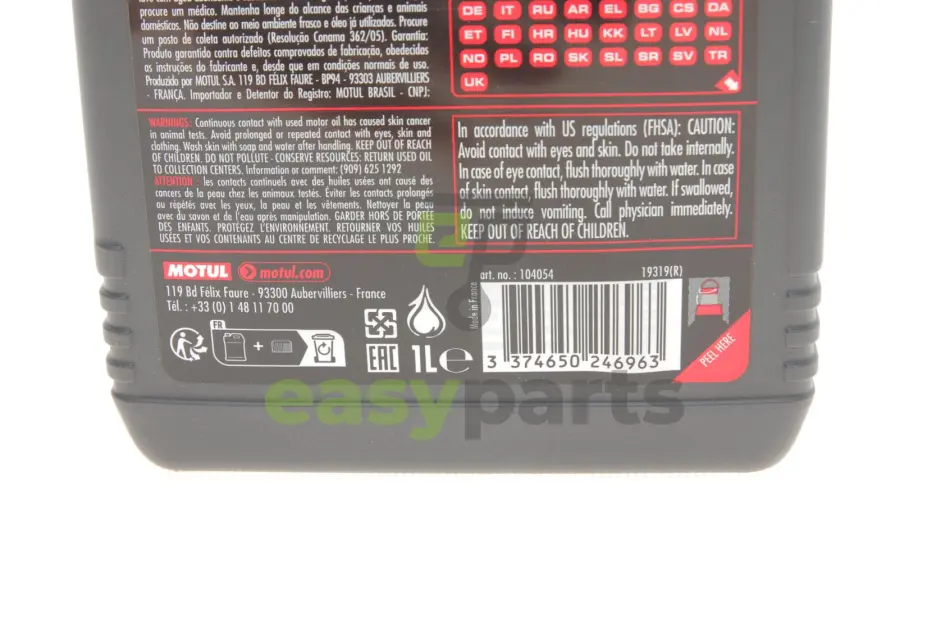 procure um médico. Mantenha longo do alcance das crianças e animais
domésticos. Não destine ao meio ambiente frasco e óleo já utilizados. Procure
um posto de coleta autorizado (Resolução Conama 362/05). Garantia:
Produto garantido contra defeitos comprovados de fabricação, obedecidas
as instruções do fabricante e, desde que em condições normais de uso.
Produzido por MOTUL S.A. 119 BD FÉLIX FAURE - BP94 - 93303 AUBERVILLIERS
- FRANÇA. Importador e Detentor do Registro: MOTUL BRASIL - CNPJ:
DE IT RU AR EL BG CS DA
ET FI HR HU KK LT LV NL
NO PL RO SK SL SR SV TR
UK
WARNINGS: Continuous contact with used motor oil has caused skin cancer
in animal tests. Avoid prolonged or repeated contact with eyes, skin and
clothing. Wash skin with soap and water after handling. KEEP OUT OF REACH
OF CHILDREN. DO NOT POLLUTE - CONSERVE RESOURCES: RETURN USED OIL
TO COLLECTION CENTERS. Information or comment: (909) 625 1292
ATTENTION : les contacts continuels avec des huiles usées ont causé des
cancers de la peau chez les animaux testés. Éviter les contacts prolongés
ou répétés avec les yeux, la peau et les vêtements. Nettoyer la peau
avec du savon et de l'eau après manipulation. GARDER HORS DE PORTÉE
DES ENFANTS. PROTÉGEZ L'ENVIRONNEMENT. RETOURNER VOS HUILES
USÉES ET VOS CONTENANTS AU CENTRE DE RECYCLAGE LE PLUS PROCHE.
In accordance with US regulations (FHSA): CAUTION:
Avoid contact with eyes and skin. Do not take internally.
In case of eye contact, flush thoroughly with water. In case
of skin contact, flush thoroughly with water. If swallowed,
do not induce vomiting. Call physician immediately.
KEEP OUT OF REACH OF CHILDREN.
MOTUL motul.com
119 Bd Félix Faure - 93300 Aubervilliers - France
Tél. : +33 (0) 1 48 11 70 00
FR
EAC 1L e
Made in France
art. no. : 104054 19319(R)
3 374650 246963
PEEL HERE
easyparts